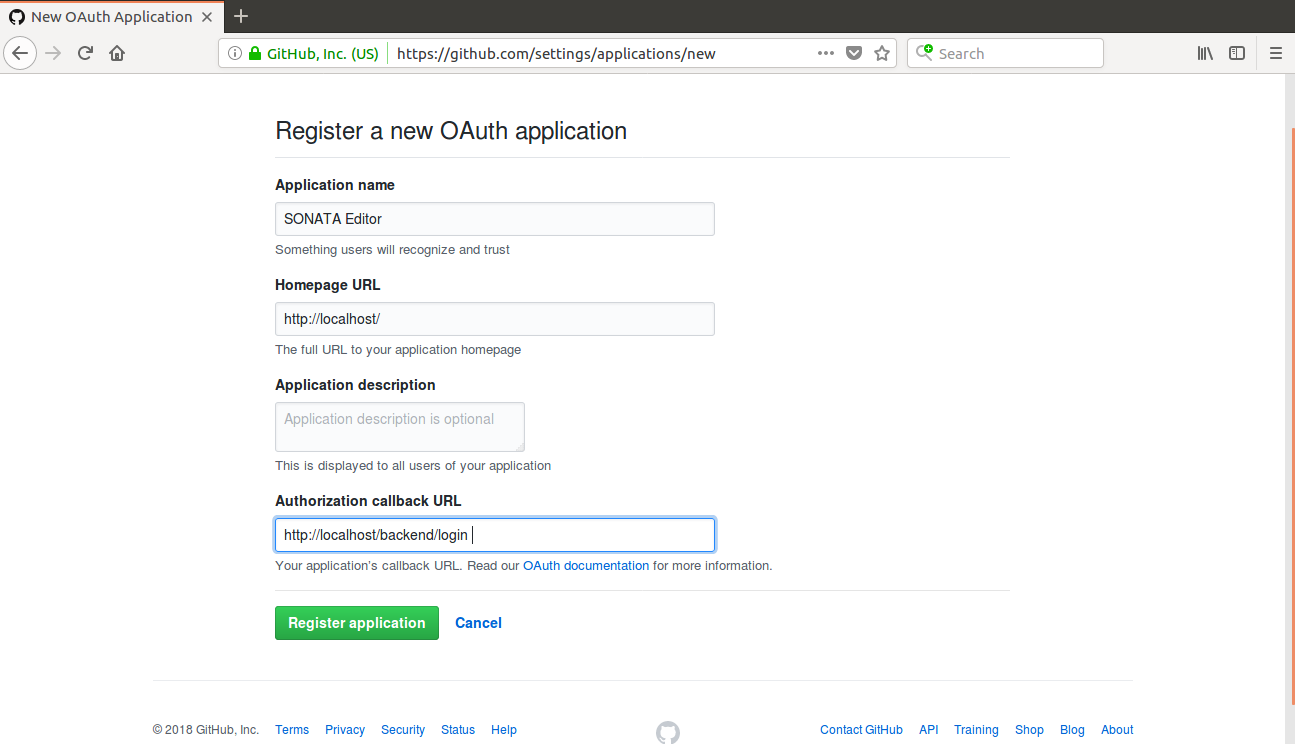 New OAuth Application
GitHub, Inc. (US) https://github.com/settings/applications/new Search
Register a new OAuth application
Application name
SONATA Editor
Something users will recognize and trust
Homepage URL
http://localhost/
The full URL to your application homepage
Application description
Application description is optional
This is displayed to all users of your application
Authorization callback URL
http://localhost/backend/login
Your application's callback URL. Read our OAuth documentation for more information.
Register application Cancel
© 2018 GitHub, Inc. Terms Privacy Security Status Help Contact GitHub API Training Shop Blog About